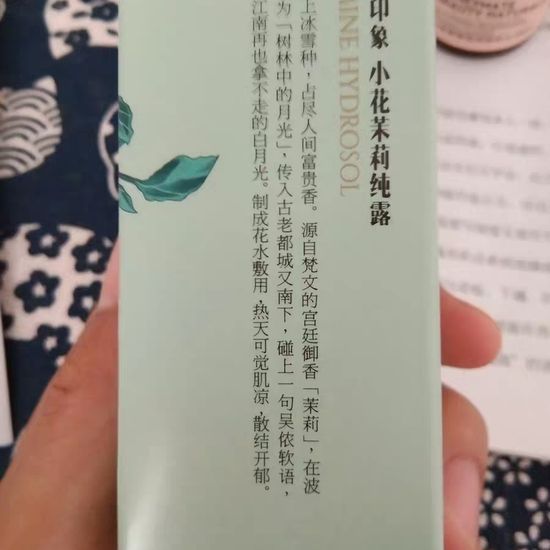 印象 小花茉莉纯露
MINE HYDROSOL
上冰雪种，占尽人间富贵香。源自梵文的宫廷御香「茉莉」，在波
为「树林中的月光」，传入古老都城又南下，碰上一句吴侬软语，
江南再也拿不走的白月光。制成花水敷用，热天可觉肌凉，散结开郁。